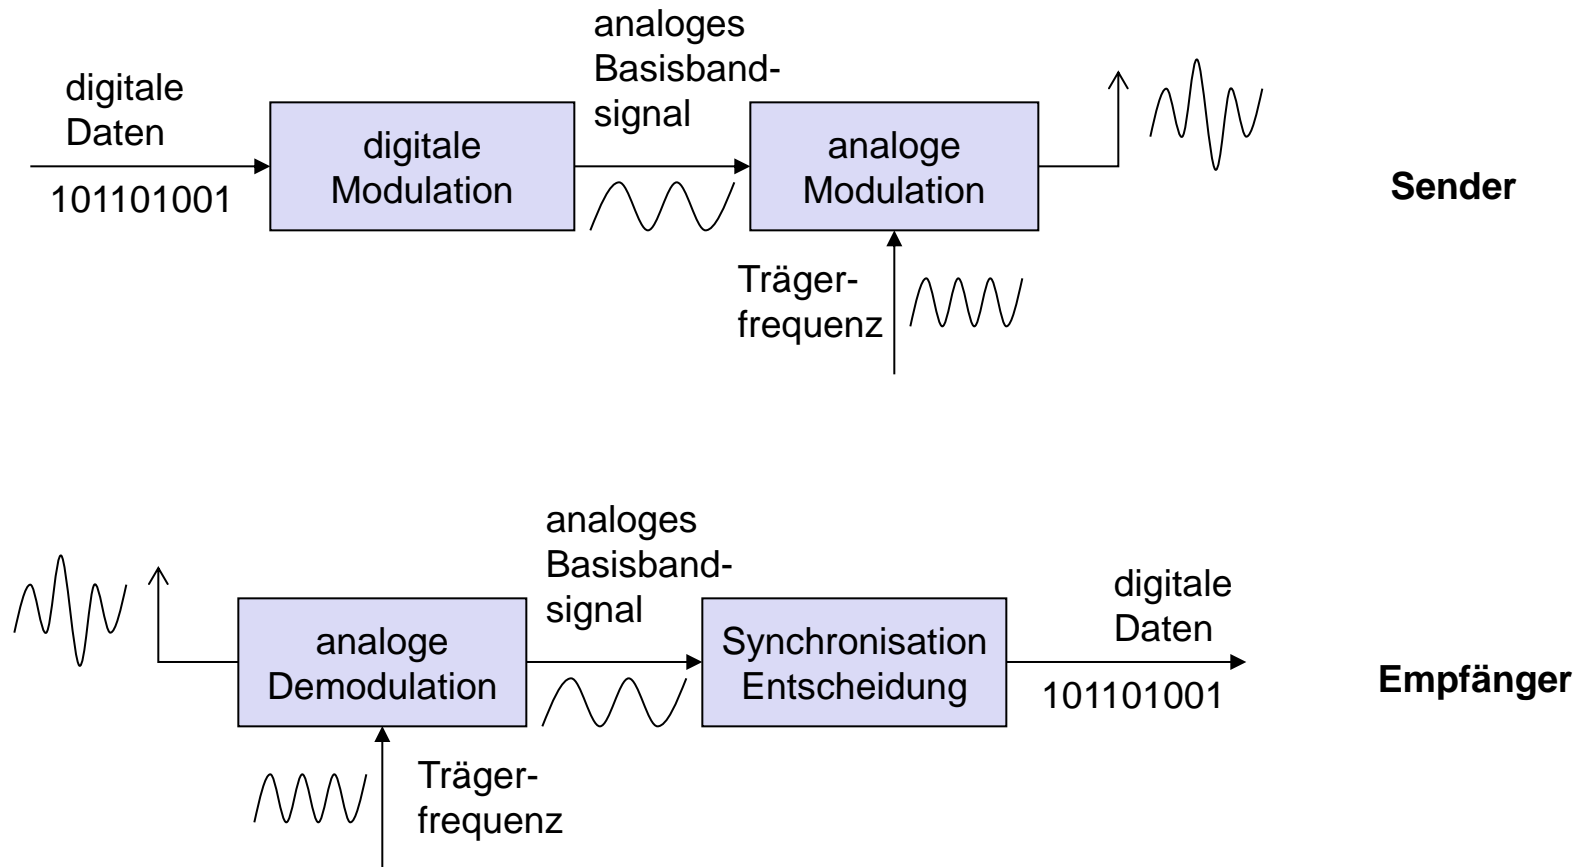 analoges
Basisband-
signal
digitale
Daten
101101001
digitale
Modulation
analoge
Modulation
Sender
Träger-
frequenz
analoges
Basisband-
signal
analoge
Demodulation
Synchronisation
Entscheidung
digitale
Daten
101101001
Empfänger
Träger-
frequenz